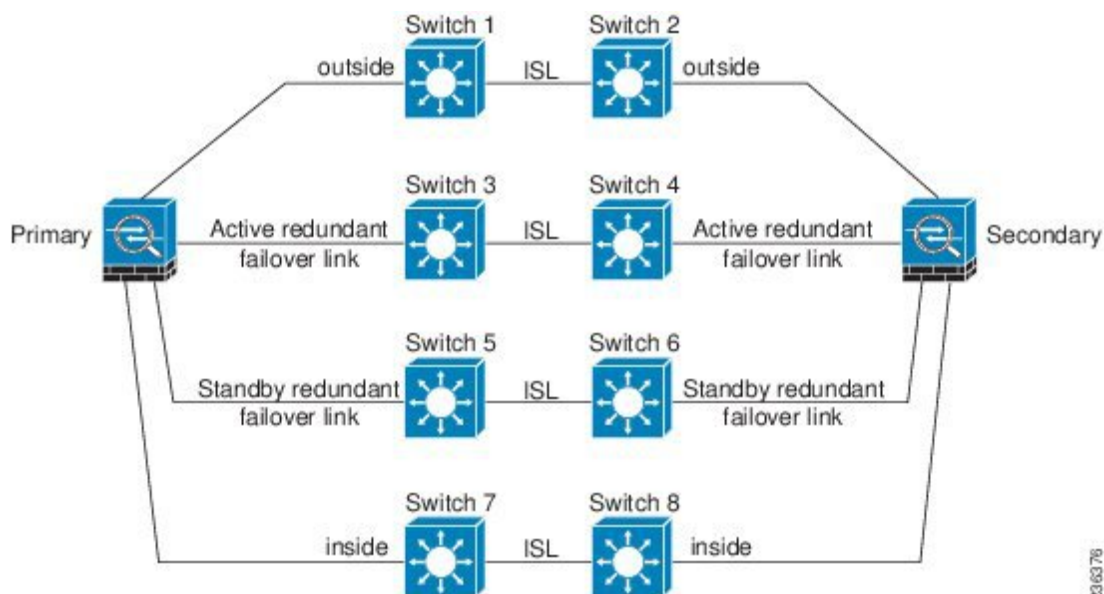 Switch 1
Switch 2
outside
ISL
outside
Switch 3
Switch 4
Primary
Active redundant
failover link
ISL
Active redundant
failover link
Secondary
Switch 5
Switch 6
Standby redundant
failover link
ISL
Standby redundant
failover link
Switch 7
Switch 8
inside
ISL
inside
236376